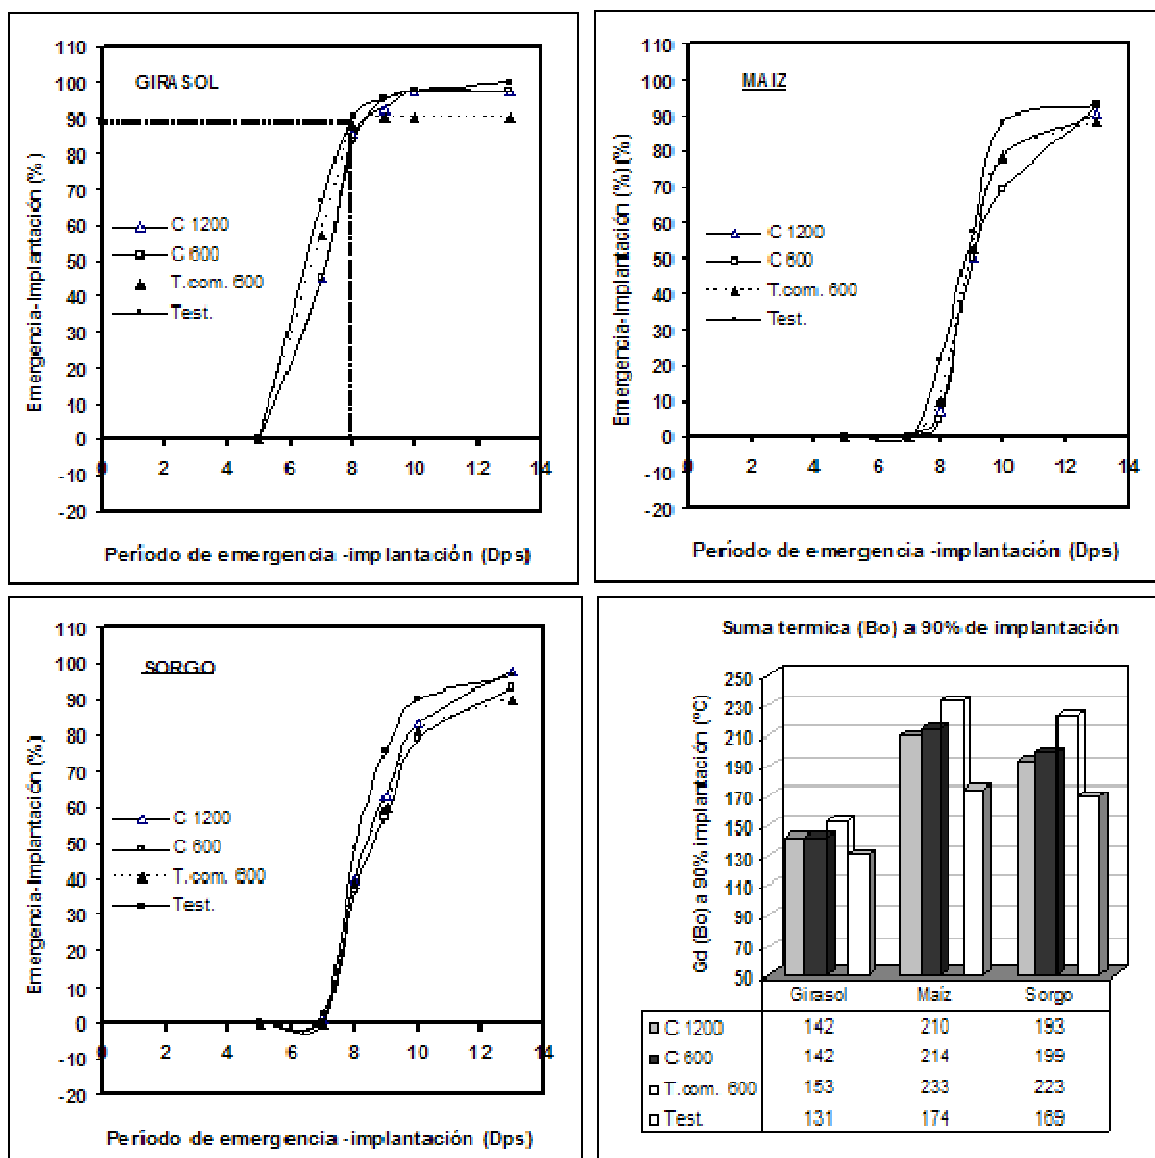 GIRASOL
Emergencia-Implantación (%)
110
100
90
80
70
60
50
40
30
20
10
0
-10
-20
0 2 4 6 8 10 12 14
C 1200
C 600
T.com. 600
Test.
Período de emergencia -implantación (Dps)
MAIZ
Emergencia-Implantación (%) (%)
110
100
90
80
70
60
50
40
30
20
10
0
-10
-20
0 2 4 6 8 10 12 14
C 1200
C 600
T.com. 600
Test.
Período de emergencia -implantación (Dps)
SORGO
Emergencia-Implantación (%)
110
100
90
80
70
60
50
40
30
20
10
0
-10
-20
0 2 4 6 8 10 12 14
C 1200
C 600
T.com. 600
Test.
Período de emergencia -implantación (Dps)
Suma termica (Bo) a 90% de implantación
Gd (Bo) a 90% implantación (ºC)
250
230
210
190
170
150
130
110
90
70
50
Girasol Maíz Sorgo
C 1200 142 210 193
C 600 142 214 199
T.com. 600 153 233 223
Test. 131 174 169